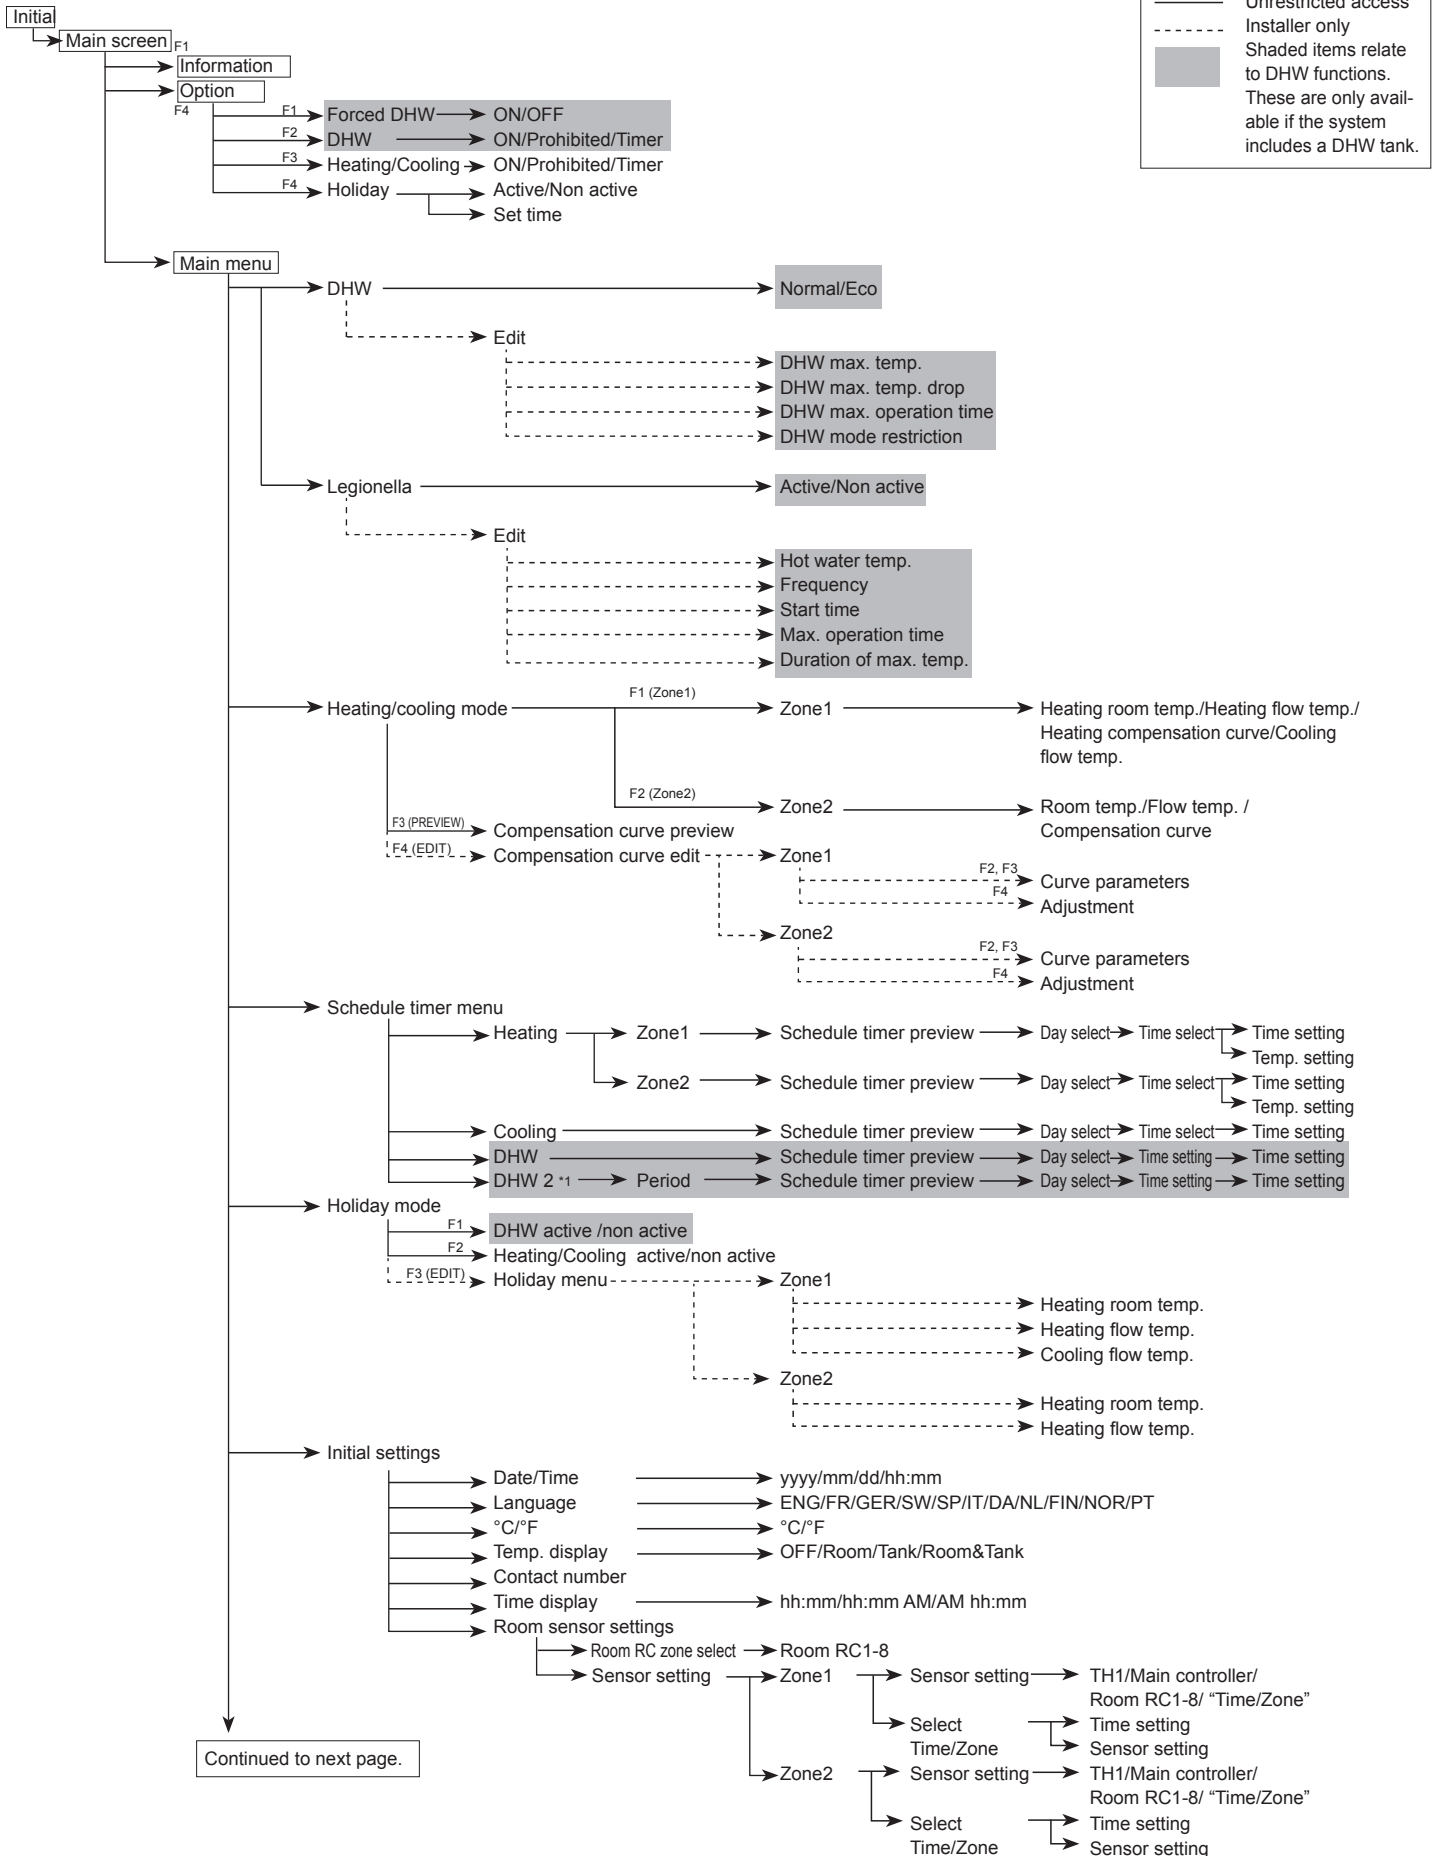 Unrestricted access
Installer only
Shaded items relate
to DHW functions.
These are only avail-
able if the system
includes a DHW tank.
Initial
Main screen F1
Information
Option
F4
F1 Forced DHW ON/OFF
F2 DHW ON/Prohibited/Timer
F3 Heating/Cooling ON/Prohibited/Timer
F4 Holiday Active/Non active
Set time
Main menu
DHW Normal/Eco
Edit
DHW max. temp.
DHW max. temp. drop
DHW max. operation time
DHW mode restriction
Legionella Active/Non active
Edit
Hot water temp.
Frequency
Start time
Max. operation time
Duration of max. temp.
Heating/cooling mode F1 (Zone1) Zone1 Heating room temp./Heating flow temp./
Heating compensation curve/Cooling
flow temp.
F2 (Zone2) Zone2 Room temp./Flow temp. /
Compensation curve
F3 (PREVIEW) Compensation curve preview
F4 (EDIT) Compensation curve edit Zone1
F2, F3 Curve parameters
F4 Adjustment
Zone2
F2, F3 Curve parameters
F4 Adjustment
Schedule timer menu
Heating Zone1 Schedule timer preview Day select Time select Time setting
Temp. setting
Zone2 Schedule timer preview Day select Time select Time setting
Temp. setting
Cooling Schedule timer preview Day select Time select Time setting
DHW Schedule timer preview Day select Time setting Time setting
DHW 2 *1 Period Schedule timer preview Day select Time setting Time setting
Holiday mode
F1 DHW active /non active
F2 Heating/Cooling active/non active
F3 (EDIT) Holiday menu Zone1
Heating room temp.
Heating flow temp.
Cooling flow temp.
Zone2
Heating room temp.
Heating flow temp.
Initial settings
Date/Time yyyy/mm/dd/hh:mm
Language ENG/FR/GER/SW/SP/IT/DA/NL/FIN/NOR/PT
°C/°F °C/°F
Temp. display OFF/Room/Tank/Room&Tank
Contact number
Time display hh:mm/hh:mm AM/AM hh:mm
Room sensor settings
Room RC zone select Room RC1-8
Sensor setting Zone1 Sensor setting TH1/Main controller/
Room RC1-8/ “Time/Zone”
Select Time setting
Time/Zone Sensor setting
Zone2 Sensor setting TH1/Main controller/
Room RC1-8/ “Time/Zone”
Select Time setting
Time/Zone Sensor setting
Continued to next page.